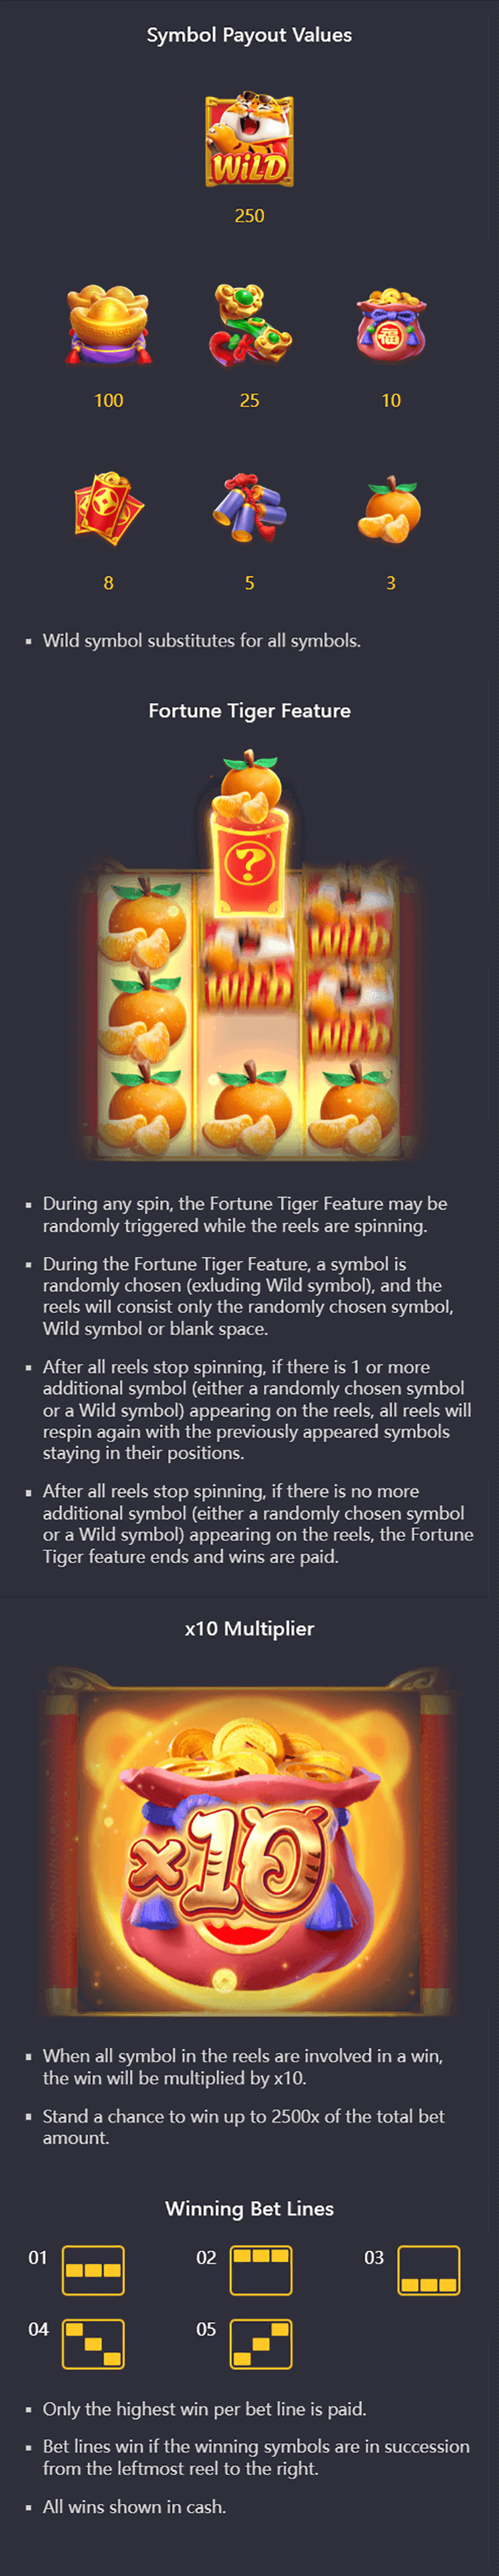 Symbol Payout Values
WiLD
250
100
福
25
10
8
5
3
▪ Wild symbol substitutes for all symbols.
Fortune Tiger Feature
?
WILD
WILD
WILD
▪ During any spin, the Fortune Tiger Feature may be
randomly triggered while the reels are spinning.
▪ During the Fortune Tiger Feature, a symbol is
randomly chosen (exluding Wild symbol), and the
reels will consist only the randomly chosen symbol,
Wild symbol or blank space.
▪ After all reels stop spinning, if there is 1 or more
additional symbol (either a randomly chosen symbol
or a Wild symbol) appearing on the reels, all reels will
respin again with the previously appeared symbols
staying in their positions.
▪ After all reels stop spinning, if there is no more
additional symbol (either a randomly chosen symbol
or a Wild symbol) appearing on the reels, the Fortune
Tiger feature ends and wins are paid.
x10 Multiplier
x10
▪ When all symbol in the reels are involved in a win,
the win will be multiplied by x10.
▪ Stand a chance to win up to 2500x of the total bet
amount.
Winning Bet Lines
01 02 03
04 05
▪ Only the highest win per bet line is paid.
▪ Bet lines win if the winning symbols are in succession
from the leftmost reel to the right.
▪ All wins shown in cash.